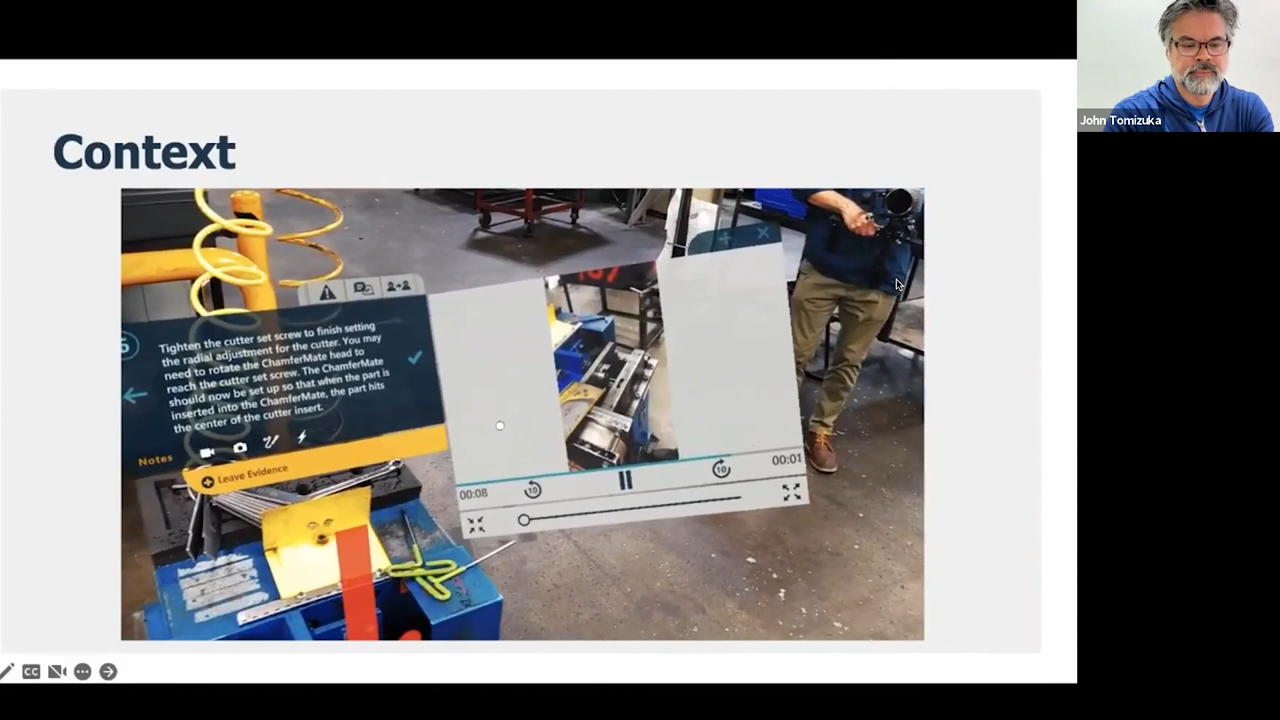 Context
Tighten the cutter set screw to finish setting
the radial adjustment for the cutter. You may
need to rotate the ChamferMate head to
reach the cutter set screw. The ChamferMate
should now be set up so that when the part is
inserted into the ChamferMate, the part hits
the center of the cutter insert.
Notes
Leave Evidence
00:08
10
10
00:01
CC
John Tomizuka